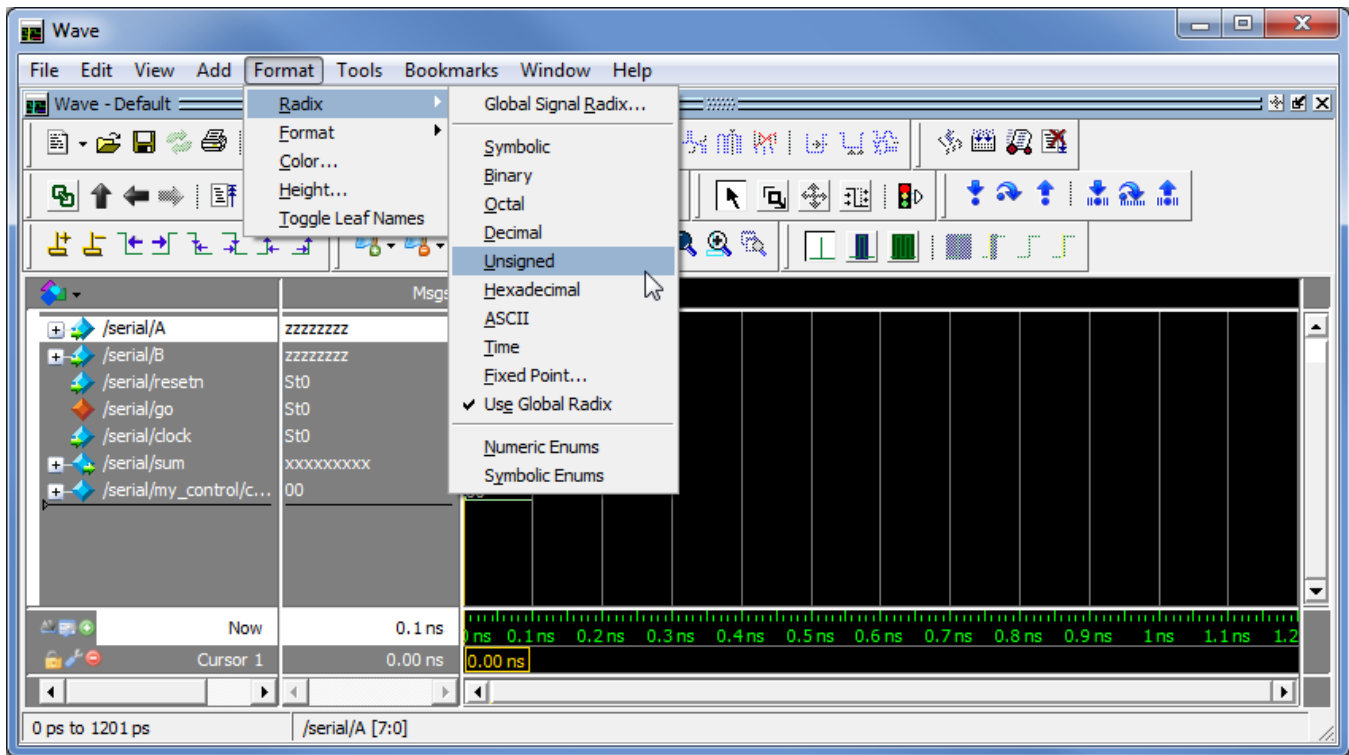 Wave
File Edit View Add Format Tools Bookmarks Window Help
Wave - Default
Radix
Format
Color...
Height...
Toggle Leaf Names
Global Signal Radix...
Symbolic
Binary
Octal
Decimal
Unsigned
Hexadecimal
ASCII
Time
Fixed Point...
Use Global Radix
Numeric Enums
Symbolic Enums
Msgs
/serial/A zzzzzzzz
/serial/B zzzzzzzz
/serial/resetn St0
/serial/go St0
/serial/clock St0
/serial/sum xxxxxxxxx
/serial/my_control/c... 00
Now 0.1 ns
ns 0.1 ns 0.2 ns 0.3 ns 0.4 ns 0.5 ns 0.6 ns 0.7 ns 0.8 ns 0.9 ns 1 ns 1.1 ns 1.2
Cursor 1 0.00 ns 0.00 ns
0 ps to 1201 ps /serial/A [7:0]